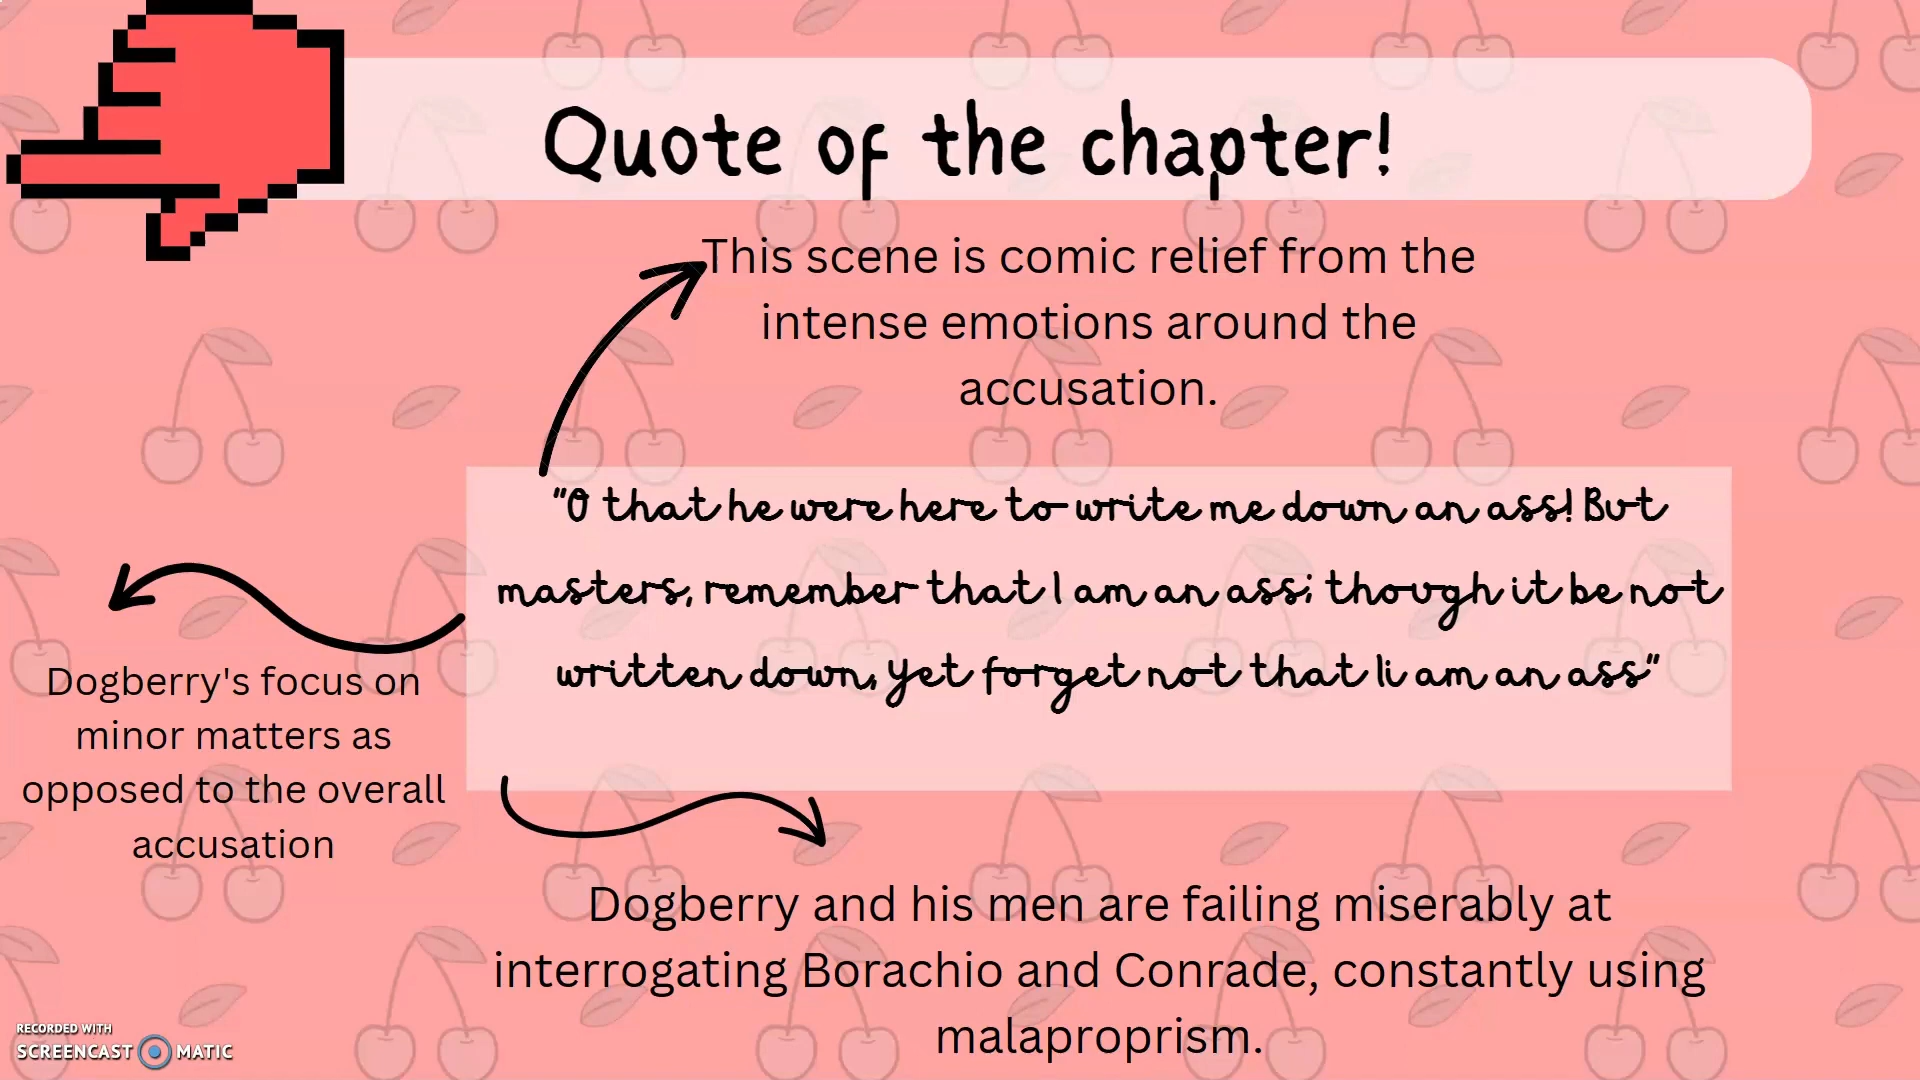 Quote of the chapter!
This scene is comic relief from the
intense emotions around the
accusation.
"O that he were here to write me down an ass! But
masters, remember that I am an ass; though it be not
written down, yet forget not that Ii am an ass"
Dogberry's focus on
minor matters as
opposed to the overall
accusation
Dogberry and his men are failing miserably at
interrogating Borachio and Conrade, constantly using
malaproprism.
RECORDED WITH
SCREENCAST MATIC